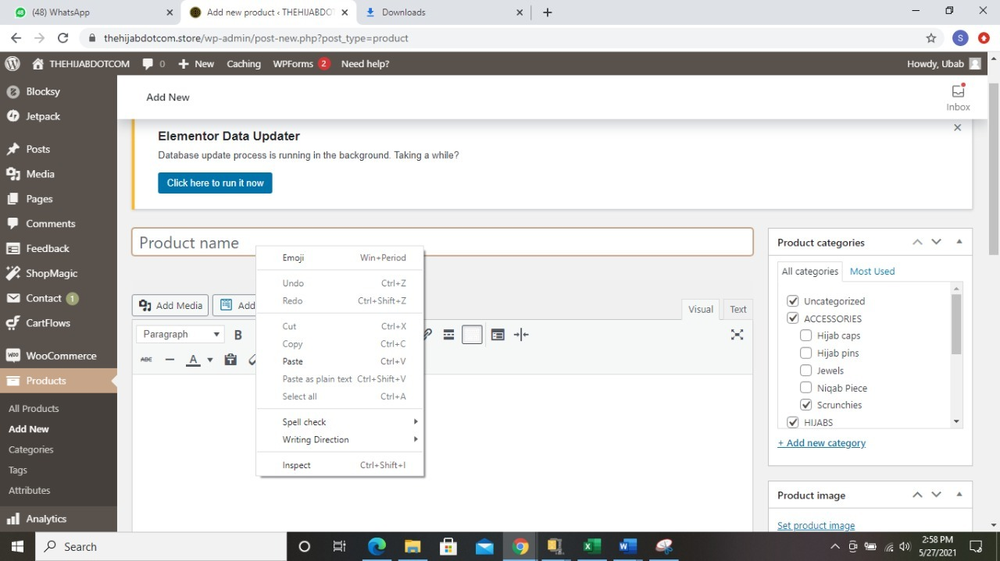 (48) WhatsApp
Add new product ‹ THEHIJABDO
Downloads
thehijabdotcom.store/wp-admin/post-new.php?post_type=product
S
THEHIJABDOTCOM 0 New Caching WPForms 2 Need help? Howdy, Ubab
Blocksy
Jetpack
Posts
Media
Pages
Comments
Feedback
ShopMagic
Contact 1
CartFlows
WooCommerce
Products
All Products
Add New
Categories
Tags
Attributes
Analytics
Add New
Inbox
Elementor Data Updater
Database update process is running in the background. Taking a while?
Click here to run it now
Product name
Add Media
Add
Visual Text
Paragraph B
ABC A
Emoji Win+Period
Undo Ctrl+Z
Redo Ctrl+Shift+Z
Cut Ctrl+X
Copy Ctrl+C
Paste Ctrl+V
Paste as plain text Ctrl+Shift+V
Select all Ctrl+A
Spell check
Writing Direction
Inspect Ctrl+Shift+I
Product categories
All categories Most Used
Uncategorized
ACCESSORIES
Hijab caps
Hijab pins
Jewels
Niqab Piece
Scrunchies
HIJABS
+ Add new category
Product image
Set product image
Search
2:58 PM
5/27/2021